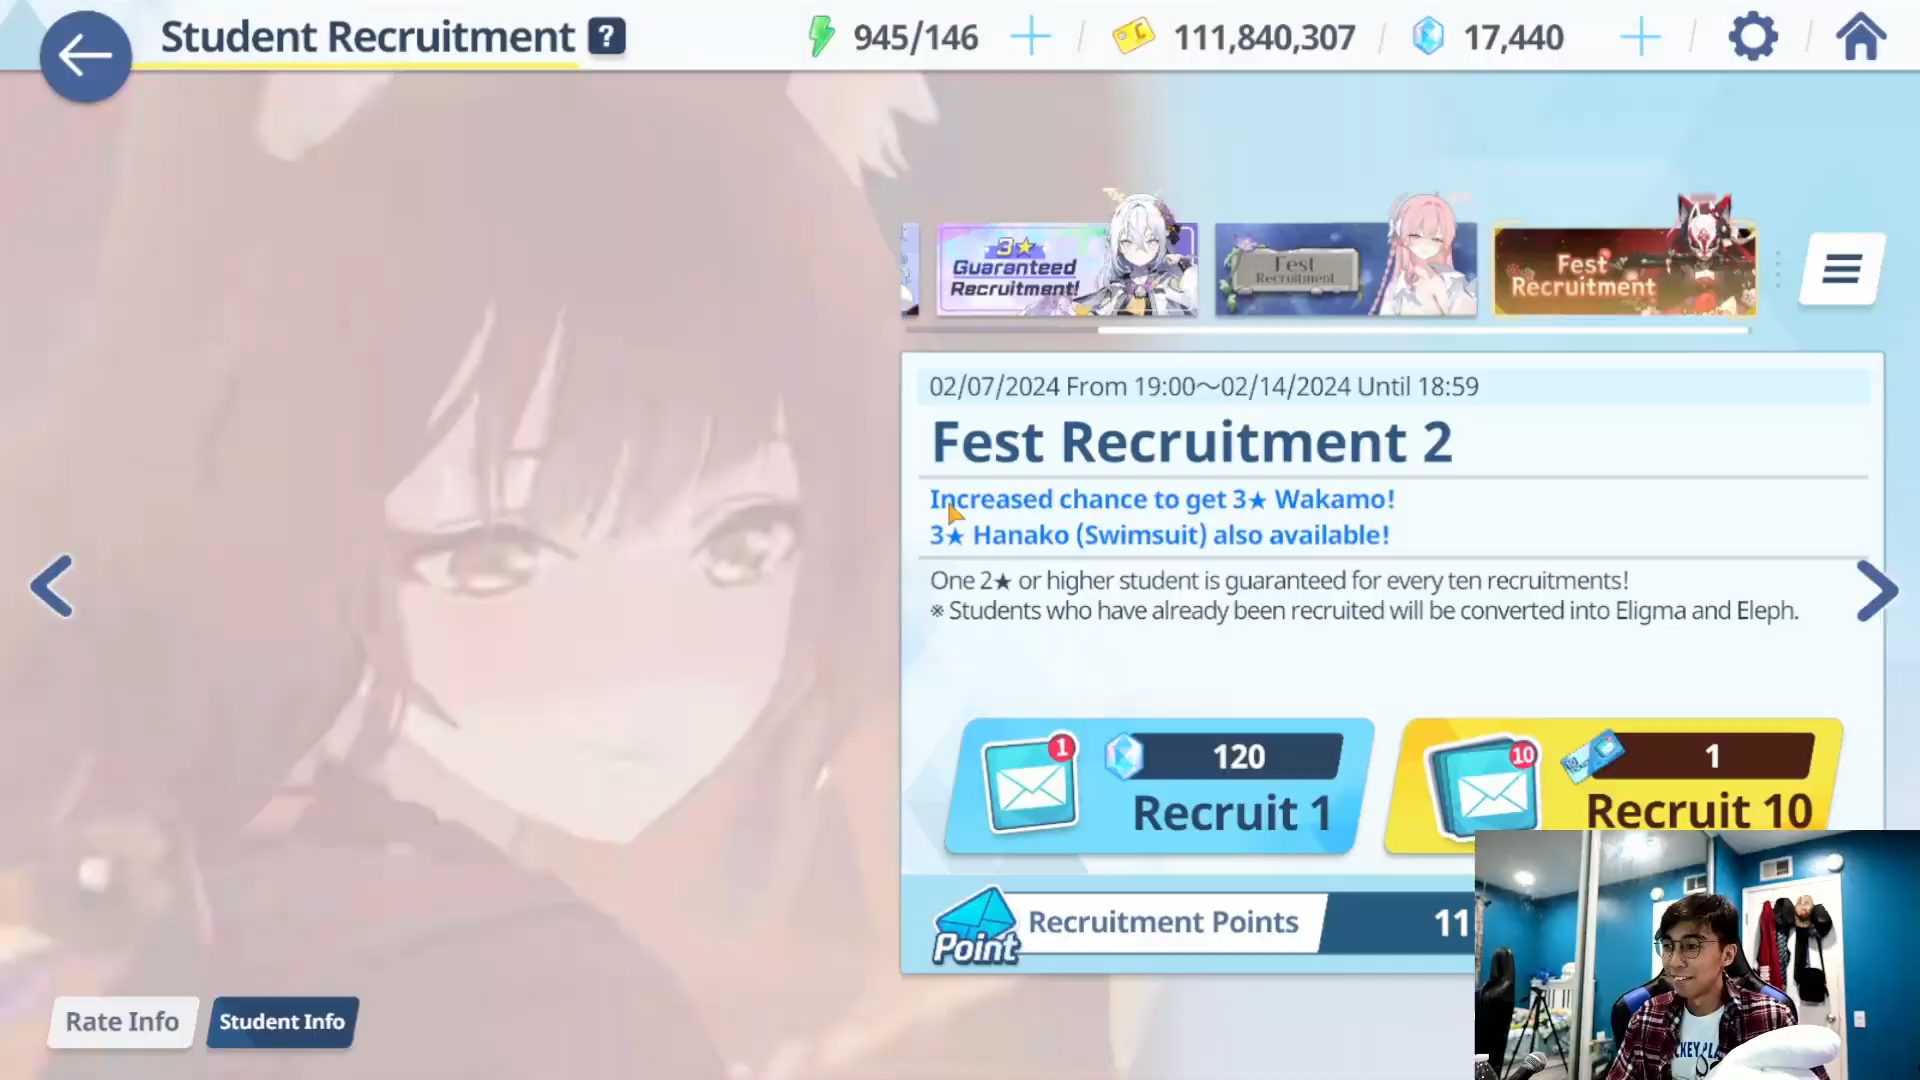 Student Recruitment ?
945/146
111,840,307
17,440
3★
Guaranteed
Recruitment!
Fest
Recruitment
Fest
Recruitment
02/07/2024 From 19:00~02/14/2024 Until 18:59
Fest Recruitment 2
Increased chance to get 3★ Wakamo!
3★ Hanako (Swimsuit) also available!
One 2★ or higher student is guaranteed for every ten recruitments!
※ Students who have already been recruited will be converted into Eligma and Eleph.
1
120
Recruit 1
10
1
Recruit 10
Point
Recruitment Points
11
Rate Info
Student Info